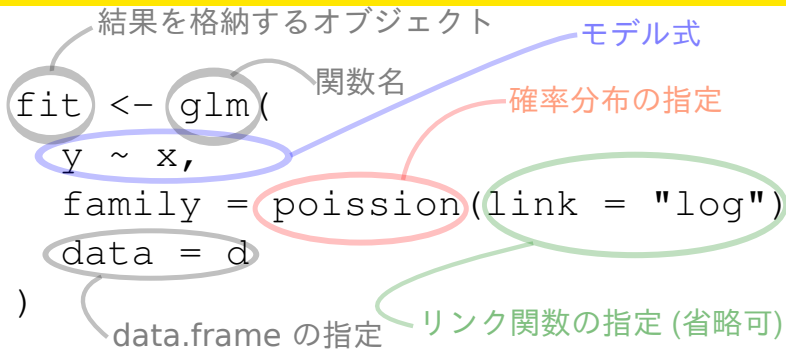 結果を格納するオブジェクト
モデル式
関数名
fit <- glm(
確率分布の指定
y ~ x,
family = poission(link = "log")
data = d
)
data.frame の指定
リンク関数の指定 (省略可)